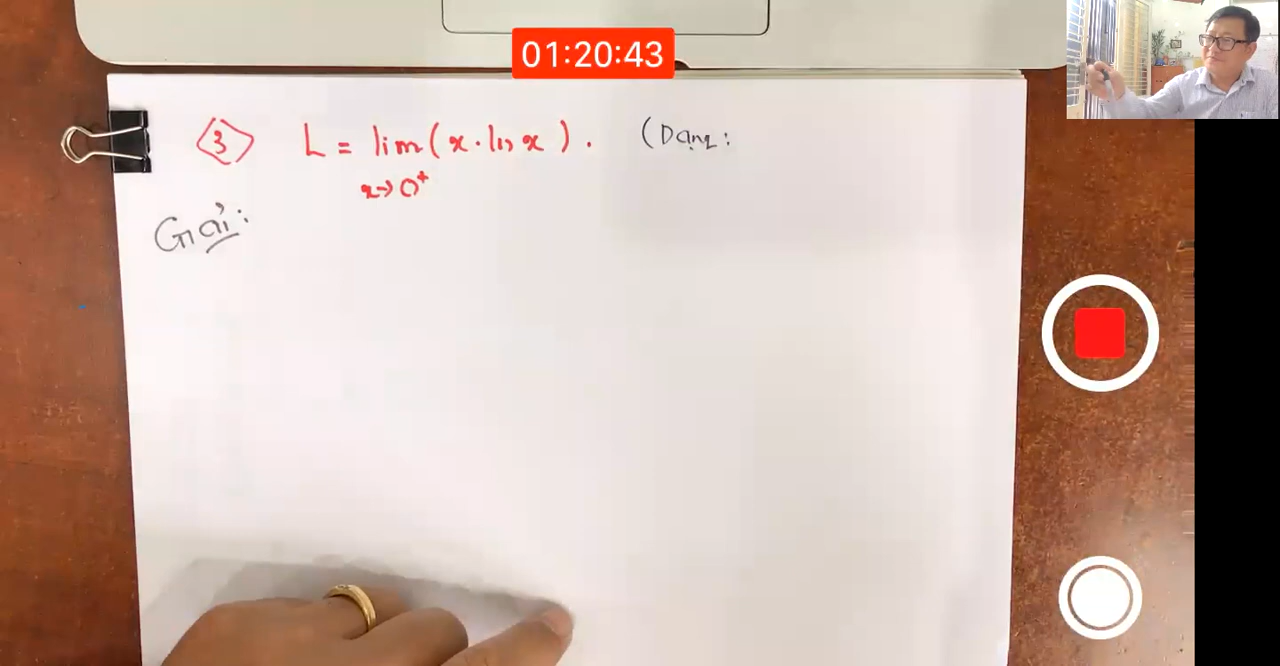 01:20:43
3 L = lim ( x . ln x ) . (Dạng:
x→0⁺
Giải: